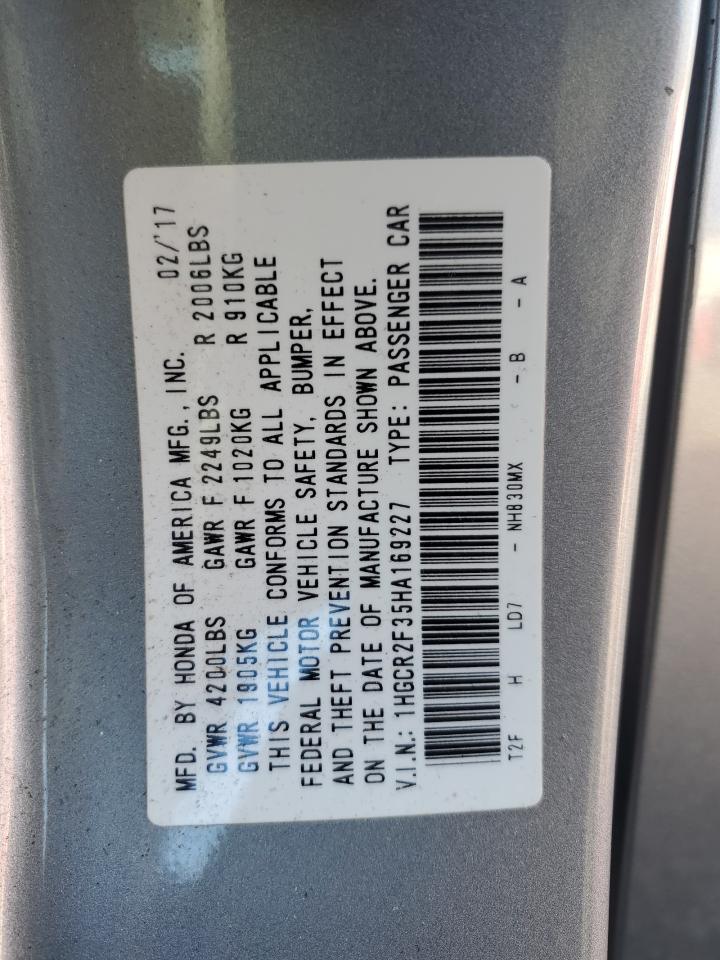 MFD. BY HONDA OF AMERICA MFG., INC. 02/'17
GVWR 4200LBS GAWR F 2249LBS R 2006LBS
GVWR 1905KG GAWR F 1020KG R 910KG
THIS VEHICLE CONFORMS TO ALL APPLICABLE
FEDERAL MOTOR VEHICLE SAFETY, BUMPER,
AND THEFT PREVENTION STANDARDS IN EFFECT
ON THE DATE OF MANUFACTURE SHOWN ABOVE.
V.I.N.: 1HGCR2F35HA169227 TYPE: PASSENGER CAR
T2F H LD7 - NH830MX - B - A